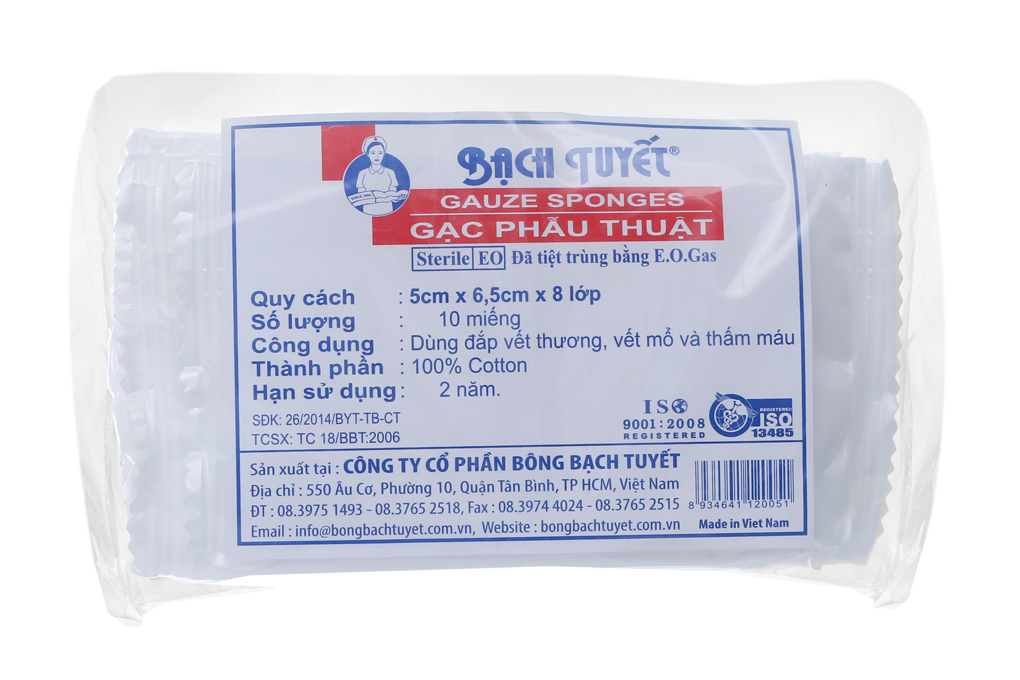 BẠCH TUYẾT®
GAUZE SPONGES
GẠC PHẪU THUẬT
Sterile EO Đã tiệt trùng bằng E.O.Gas
Quy cách : 5cm x 6,5cm x 8 lớp
Số lượng : 10 miếng
Công dụng : Dùng đắp vết thương, vết mổ và thấm máu
Thành phần : 100% Cotton
Hạn sử dụng : 2 năm.
SĐK: 26/2014/BYT-TB-CT
TCSX: TC 18/BBT:2006
ISO
9001:2008
REGISTERED
REGISTERED
ISO
13485
Sản xuất tại : CÔNG TY CỔ PHẦN BÔNG BẠCH TUYẾT
Địa chỉ : 550 Âu Cơ, Phường 10, Quận Tân Bình, TP HCM, Việt Nam
ĐT : 08.3975 1493 - 08.3765 2518, Fax : 08.3974 4024 - 08.3765 2515
Email : info@bongbachtuyet.com.vn, Website : bongbachtuyet.com.vn
8 934641 120051
Made in Viet Nam